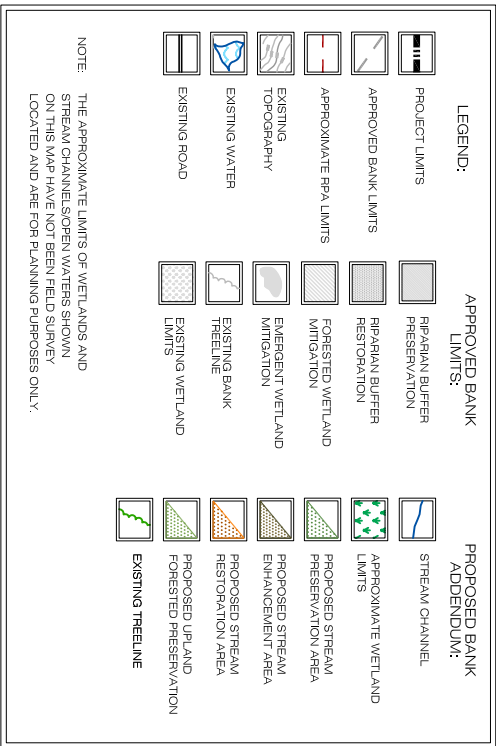 LEGEND:
PROJECT LIMITS
APPROVED BANK LIMITS
APPROXIMATE RPA LIMITS
EXISTING
TOPOGRAPHY
EXISTING WATER
EXISTING ROAD
APPROVED BANK
LIMITS:
RIPARIAN BUFFER
PRESERVATION
RIPARIAN BUFFER
RESTORATION
FORESTED WETLAND
MITIGATION
EMERGENT WETLAND
MITIGATION
EXISTING BANK
TREELINE
EXISTING WETLAND
LIMITS
PROPOSED BANK
ADDENDUM:
STREAM CHANNEL
APPROXIMATE WETLAND
LIMITS
PROPOSED STREAM
PRESERVATION AREA
PROPOSED STREAM
ENHANCEMENT AREA
PROPOSED STREAM
RESTORATION AREA
PROPOSED UPLAND
FORESTED PRESERVATION
EXISTING TREELINE
NOTE: THE APPROXIMATE LIMITS OF WETLANDS AND
STREAM CHANNELS/OPEN WATERS SHOWN
ON THIS MAP HAVE NOT BEEN FIELD SURVEY
LOCATED AND ARE FOR PLANNING PURPOSES ONLY.